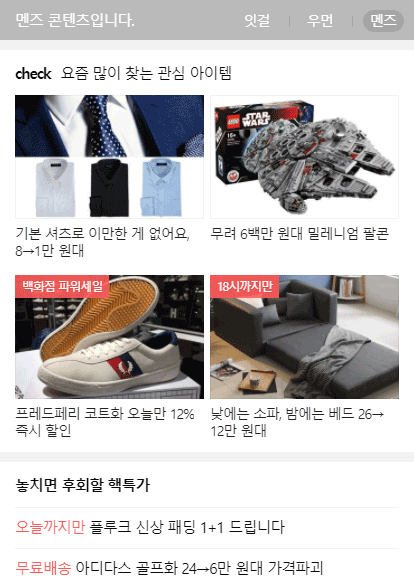 멘즈 콘텐츠입니다.
잇걸
우먼
멘즈
check 요즘 많이 찾는 관심 아이템
LEGO
STAR WARS
기본 셔츠로 이만한 게 없어요,
8→1만 원대
무려 6백만 원대 밀레니엄 팔콘
백화점 파워세일
18시까지만
프레드페리 코트화 오늘만 12%
즉시 할인
낮에는 소파, 밤에는 베드 26→
12만 원대
놓치면 후회할 핵특가
오늘까지만 플루크 신상 패딩 1+1 드립니다
무료배송 아디다스 골프화 24→6만 원대 가격파괴